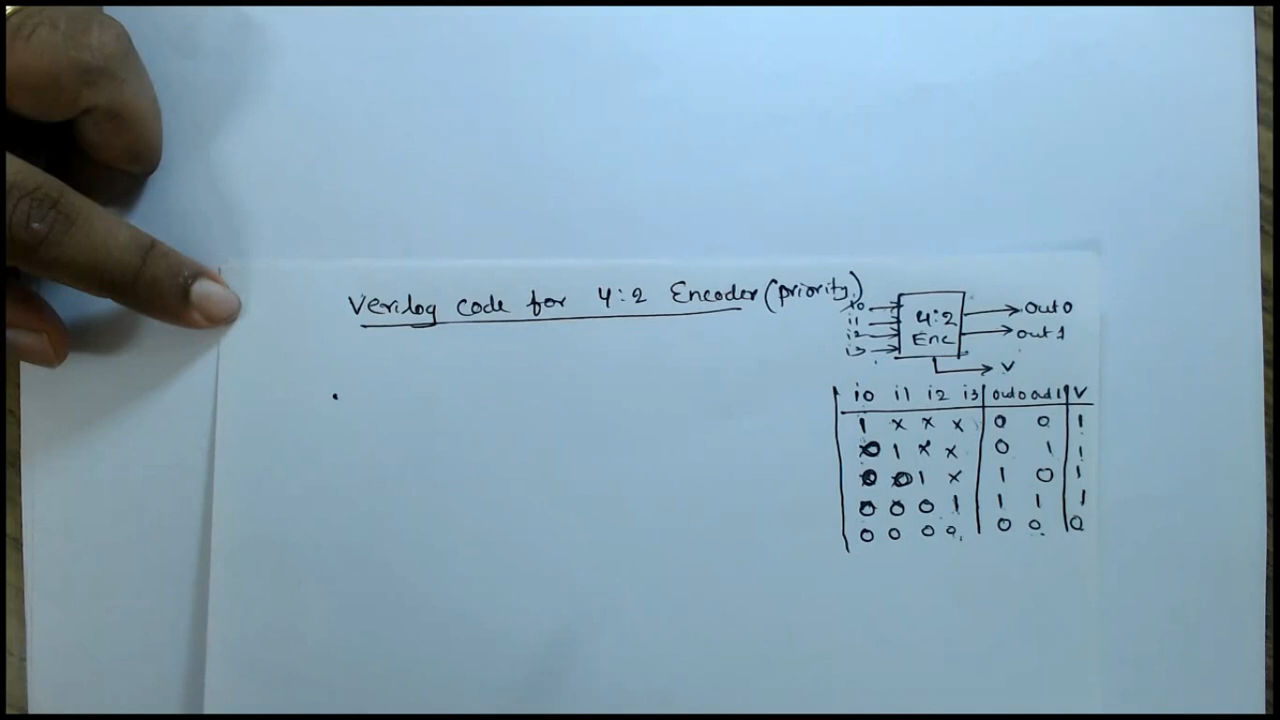 Verilog code for 4:2 Encoder (priority)
i0
i1
i2
i3
4:2
Enc
out0
out1
V
i0 i1 i2 i3 out0 out1 V
1 x x x 0 0 1
0 1 x x 0 1 1
0 0 1 x 1 0 1
0 0 0 1 1 1 1
0 0 0 0 0 0 0